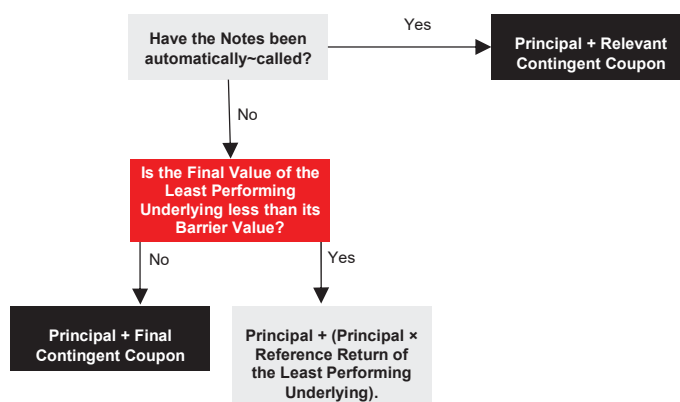 Have the Notes been
automatically~called?
Yes
Principal + Relevant
Contingent Coupon
No
Is the Final Value of the
Least Performing
Underlying less than its
Barrier Value?
No
Yes
Principal + Final
Contingent Coupon
Principal + (Principal ×
Reference Return of
the Least Performing
Underlying).